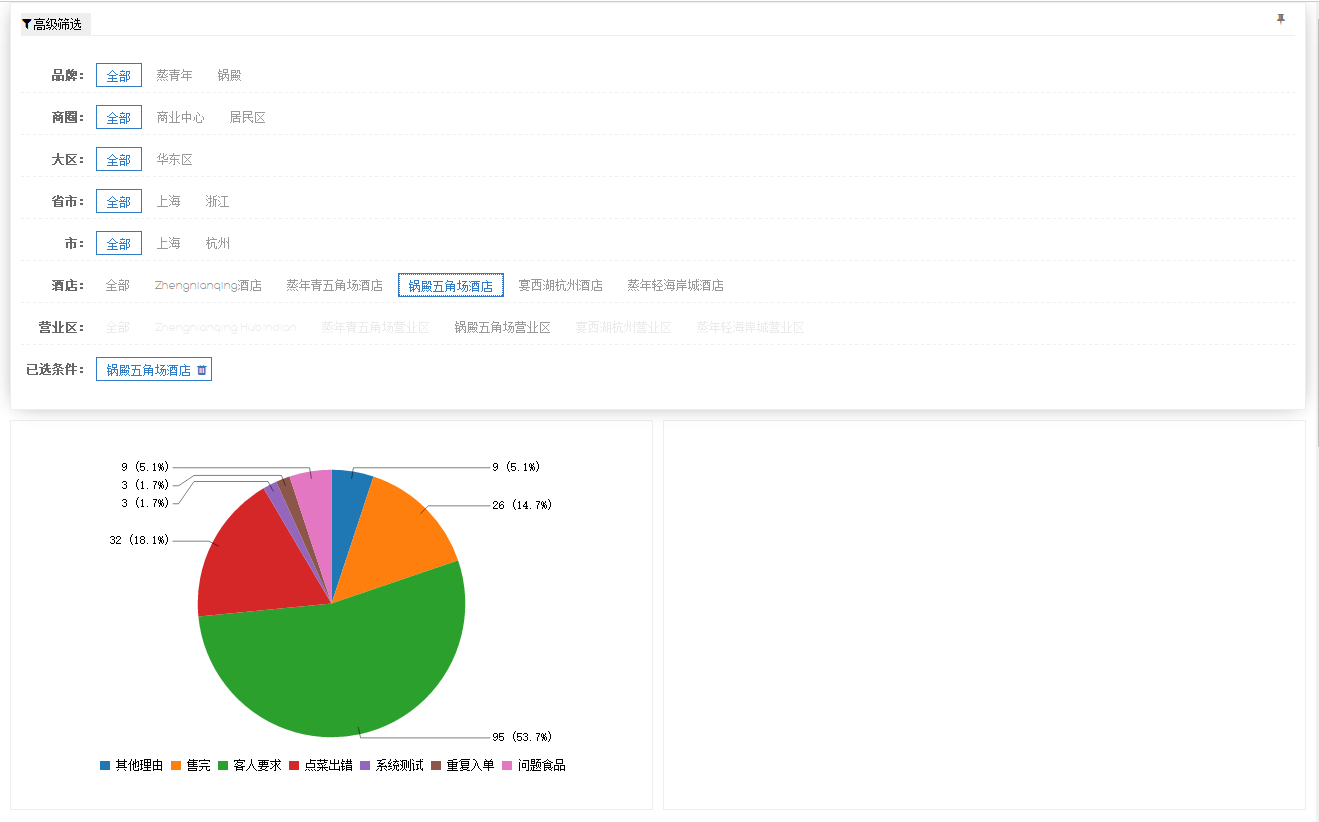 高级筛选
品牌: 全部 蒸青年 锅殿
商圈: 全部 商业中心 居民区
大区: 全部 华东区
省市: 全部 上海 浙江
市: 全部 上海 杭州
酒店: 全部 Zhengnianqing酒店 蒸年青五角场酒店 锅殿五角场酒店 宴西湖杭州酒店 蒸年轻海岸城酒店
营业区: 全部 Zhengnianqing Hubindian 蒸年青五角场营业区 锅殿五角场营业区 宴西湖杭州营业区 蒸年轻海岸城营业区
已选条件: 锅殿五角场酒店
9 (5.1%) 9 (5.1%)
3 (1.7%)
3 (1.7%)
26 (14.7%)
32 (18.1%)
95 (53.7%)
其他理由 售完 客人要求 点菜出错 系统测试 重复入单 问题食品